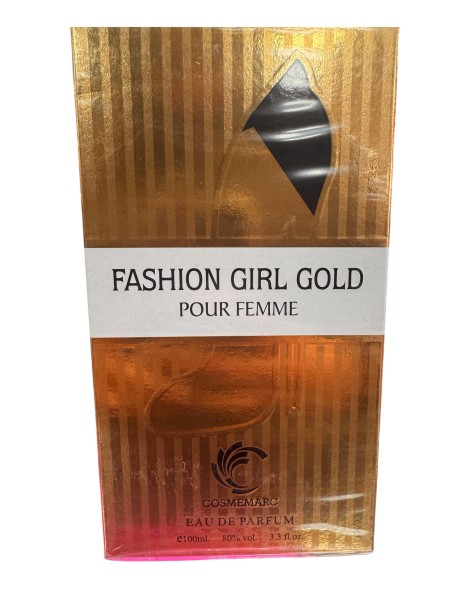 FASHION GIRL GOLD
POUR FEMME
COSMEMARC
EAU DE PARFUM
e100ml. 80% vol. 3.3 fl.oz.